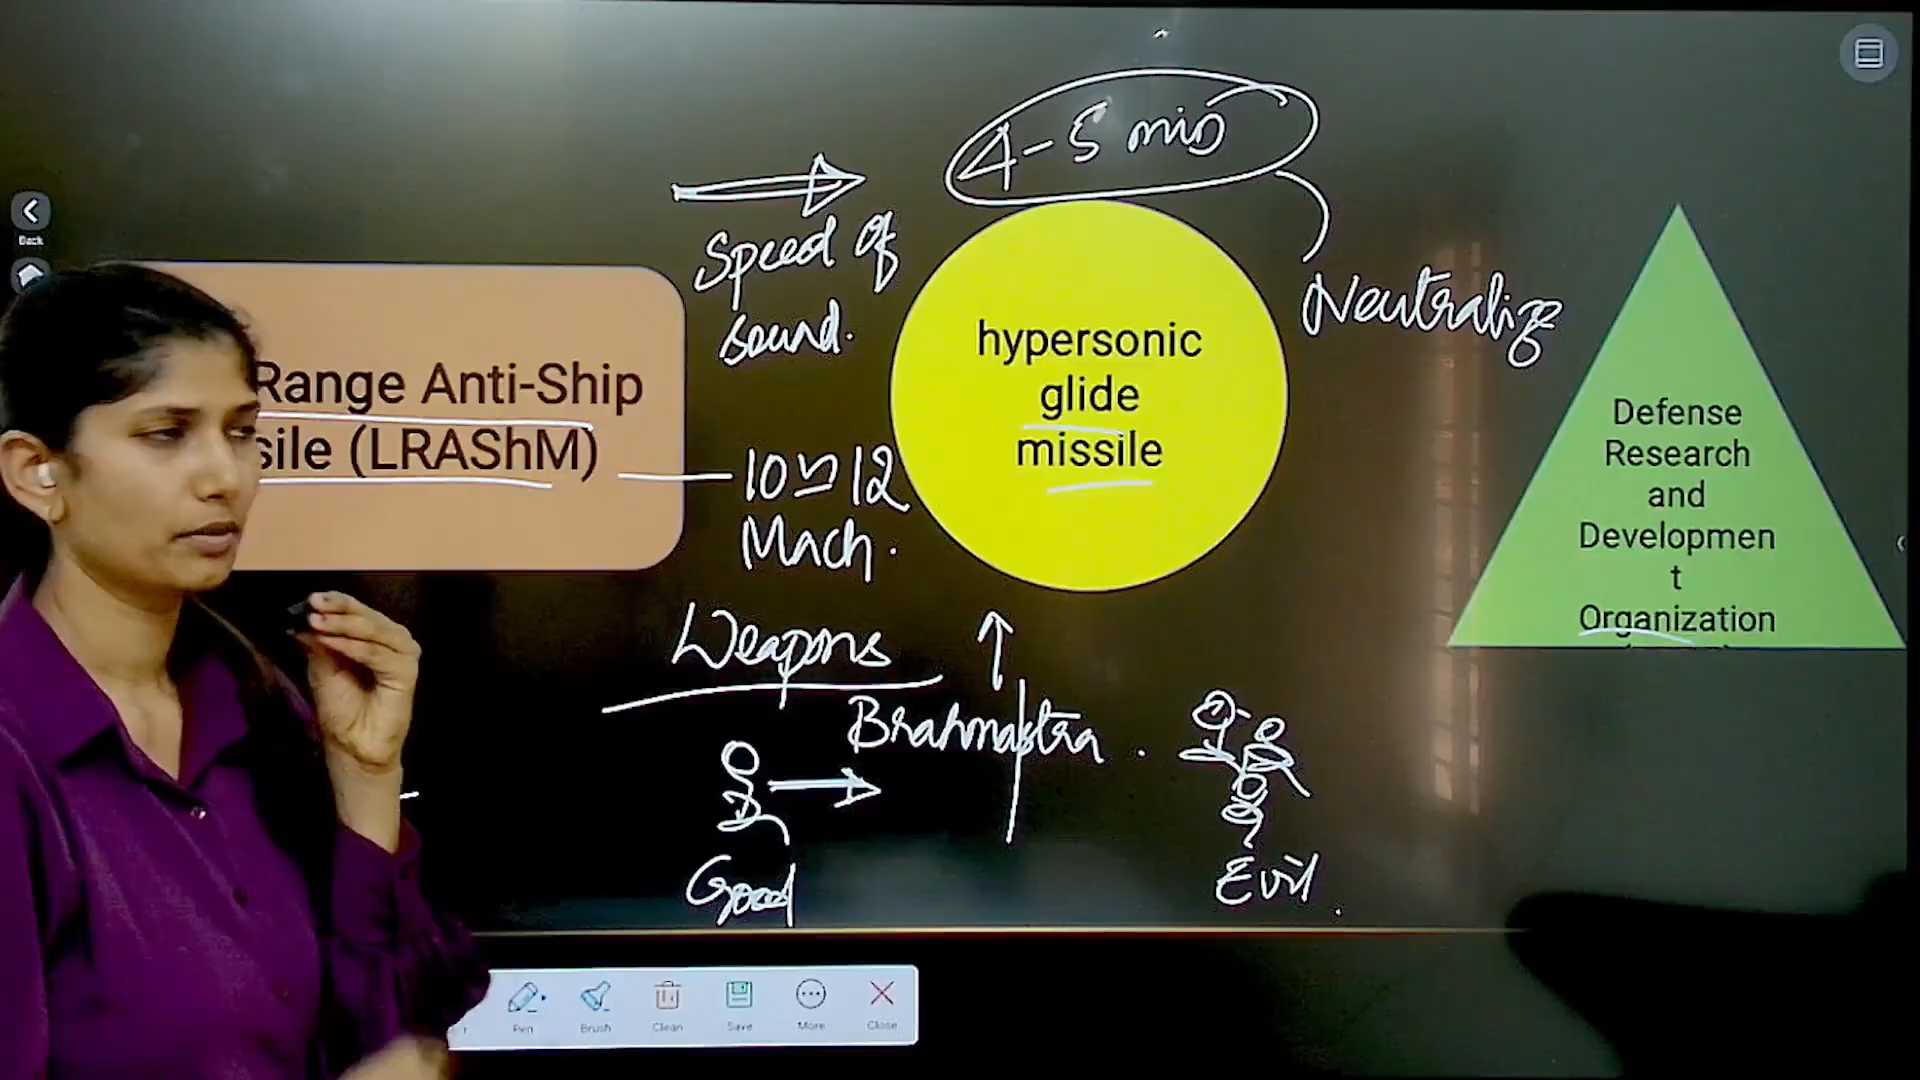 4-5 min
Speed of
sound.
Neutralize
Range Anti-Ship
sile (LRAShM)
10 12
Mach.
hypersonic
glide
missile
Defense
Research
and
Developmen
t
Organization
Weapons
Brahmastra.
Good
Evil.
Back
Pen
Brush
Clean
Save
More
Close